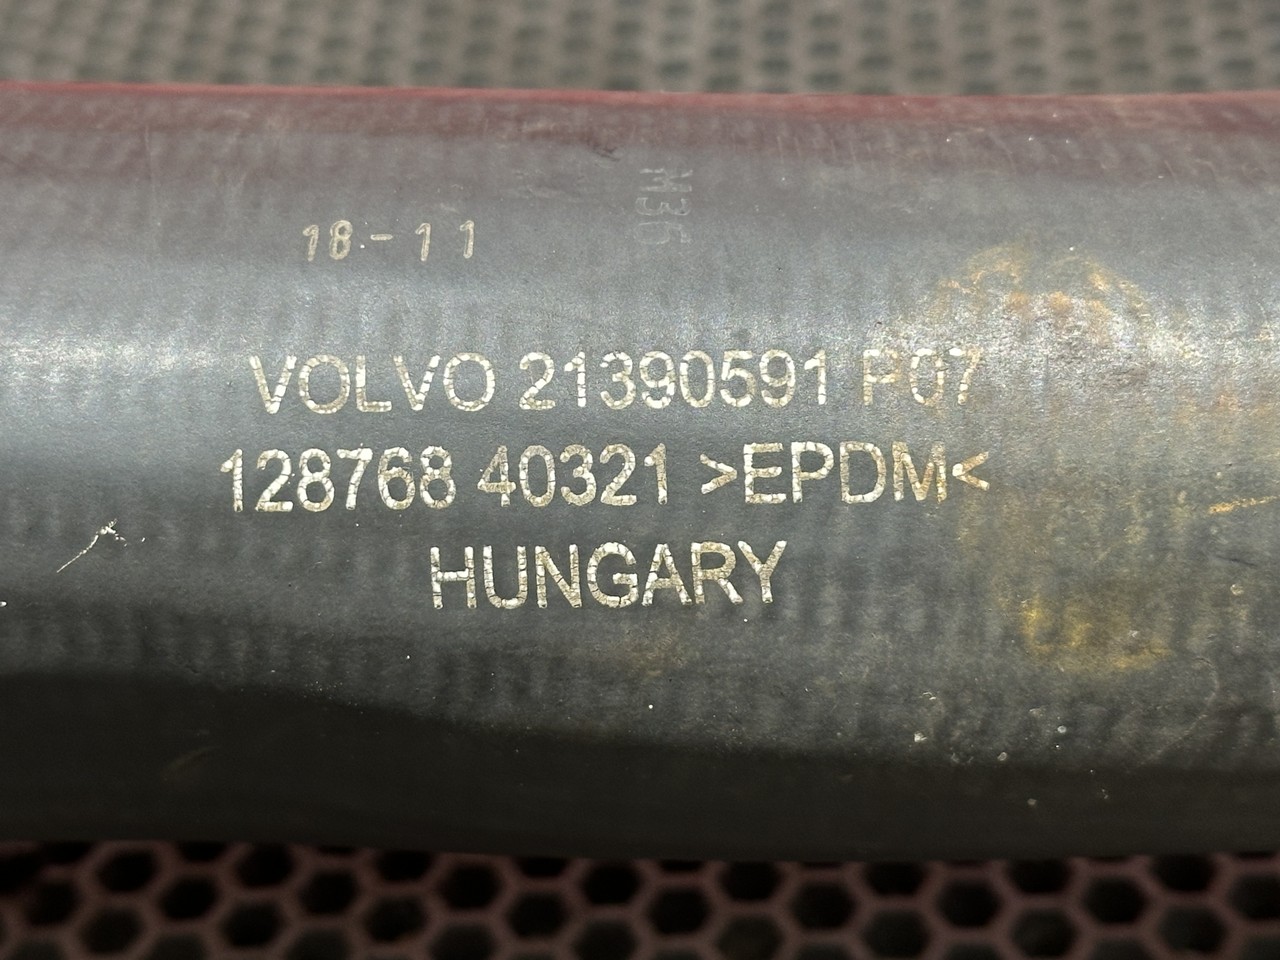 M36
18-11
VOLVO 21390591 P07
128768 40321 >EPDM<
HUNGARY